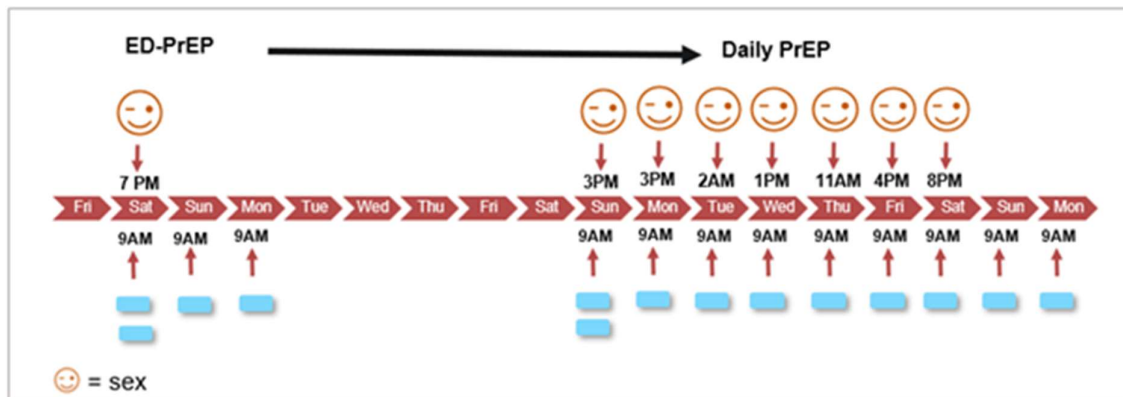 ED-PrEP
Daily PrEP
7 PM 3PM 3PM 2AM 1PM 11AM 4PM 8PM
Fri Sat Sun Mon Tue Wed Thu Fri Sat Sun Mon Tue Wed Thu Fri Sat Sun Mon
9AM 9AM 9AM 9AM 9AM 9AM 9AM 9AM 9AM 9AM 9AM 9AM
= sex